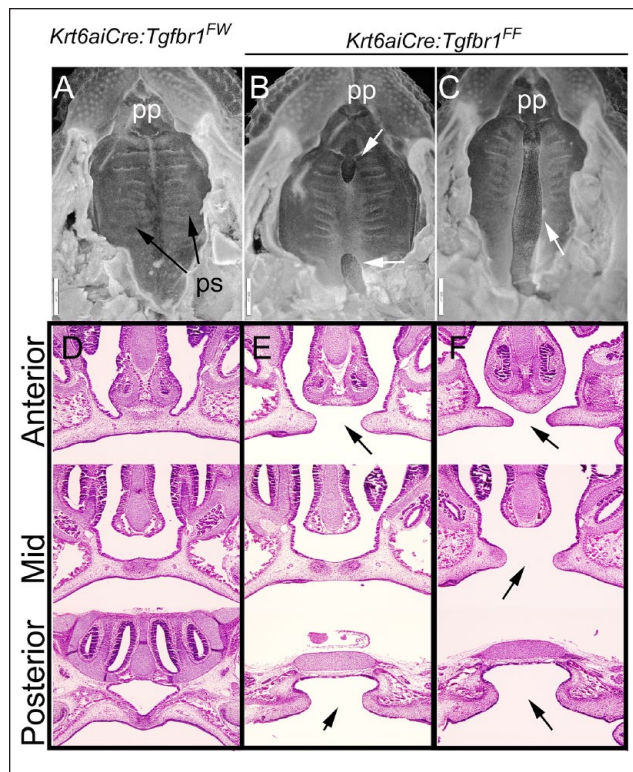 Krt6aiCre:Tgfbr1FW
Krt6aiCre:Tgfbr1FF
A
pp
ps
B
pp
C
pp
Anterior
D
E
F
Mid
Posterior